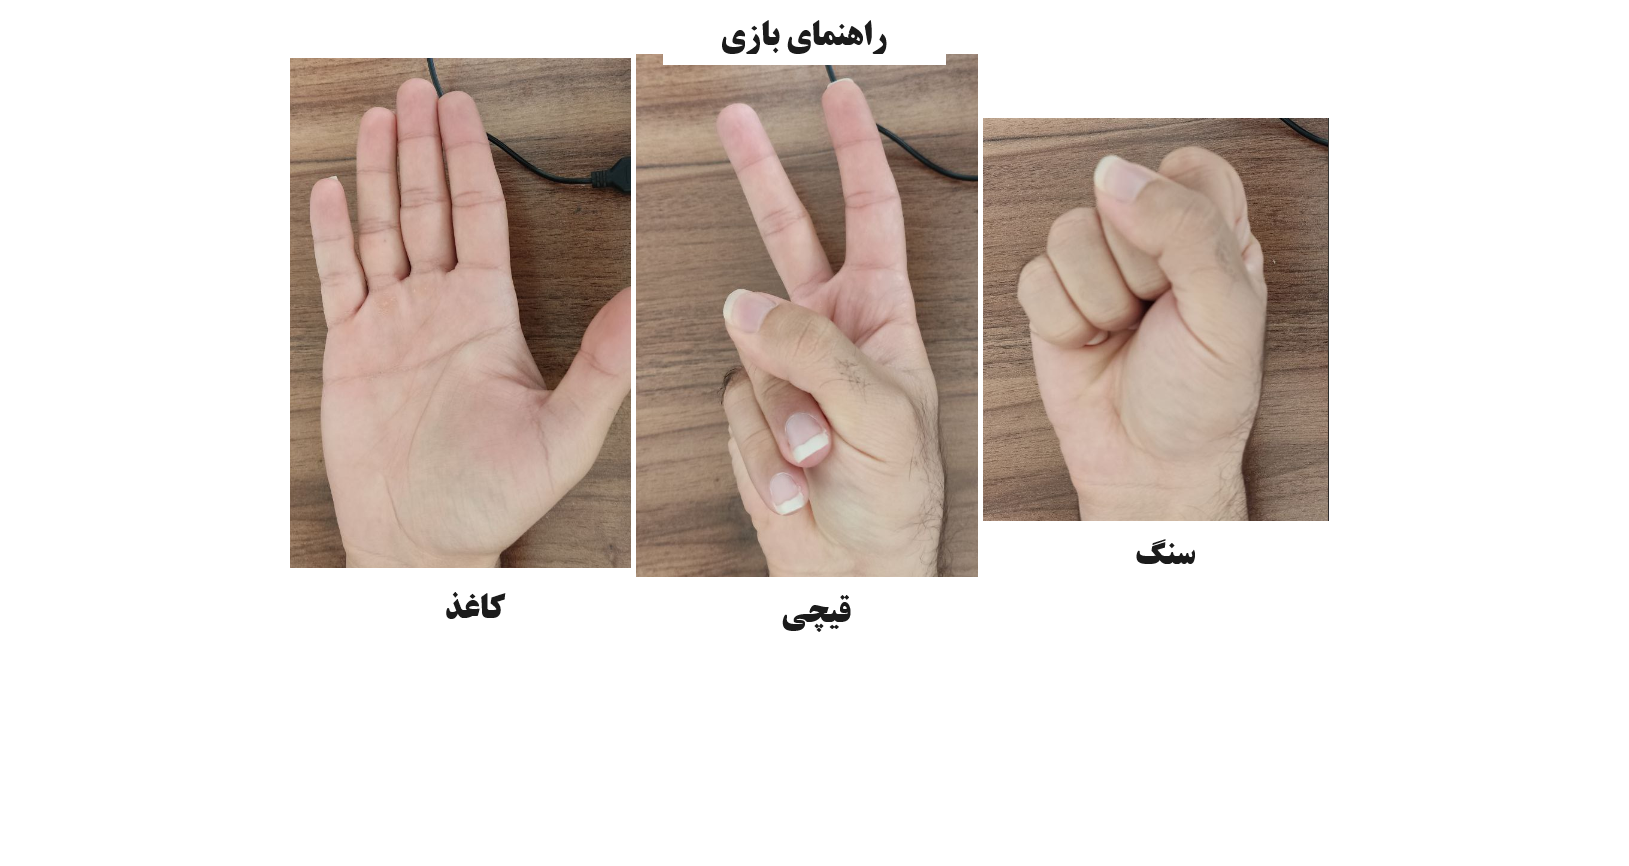 راهنمای بازی
سنگ
قیچی
کاغذ